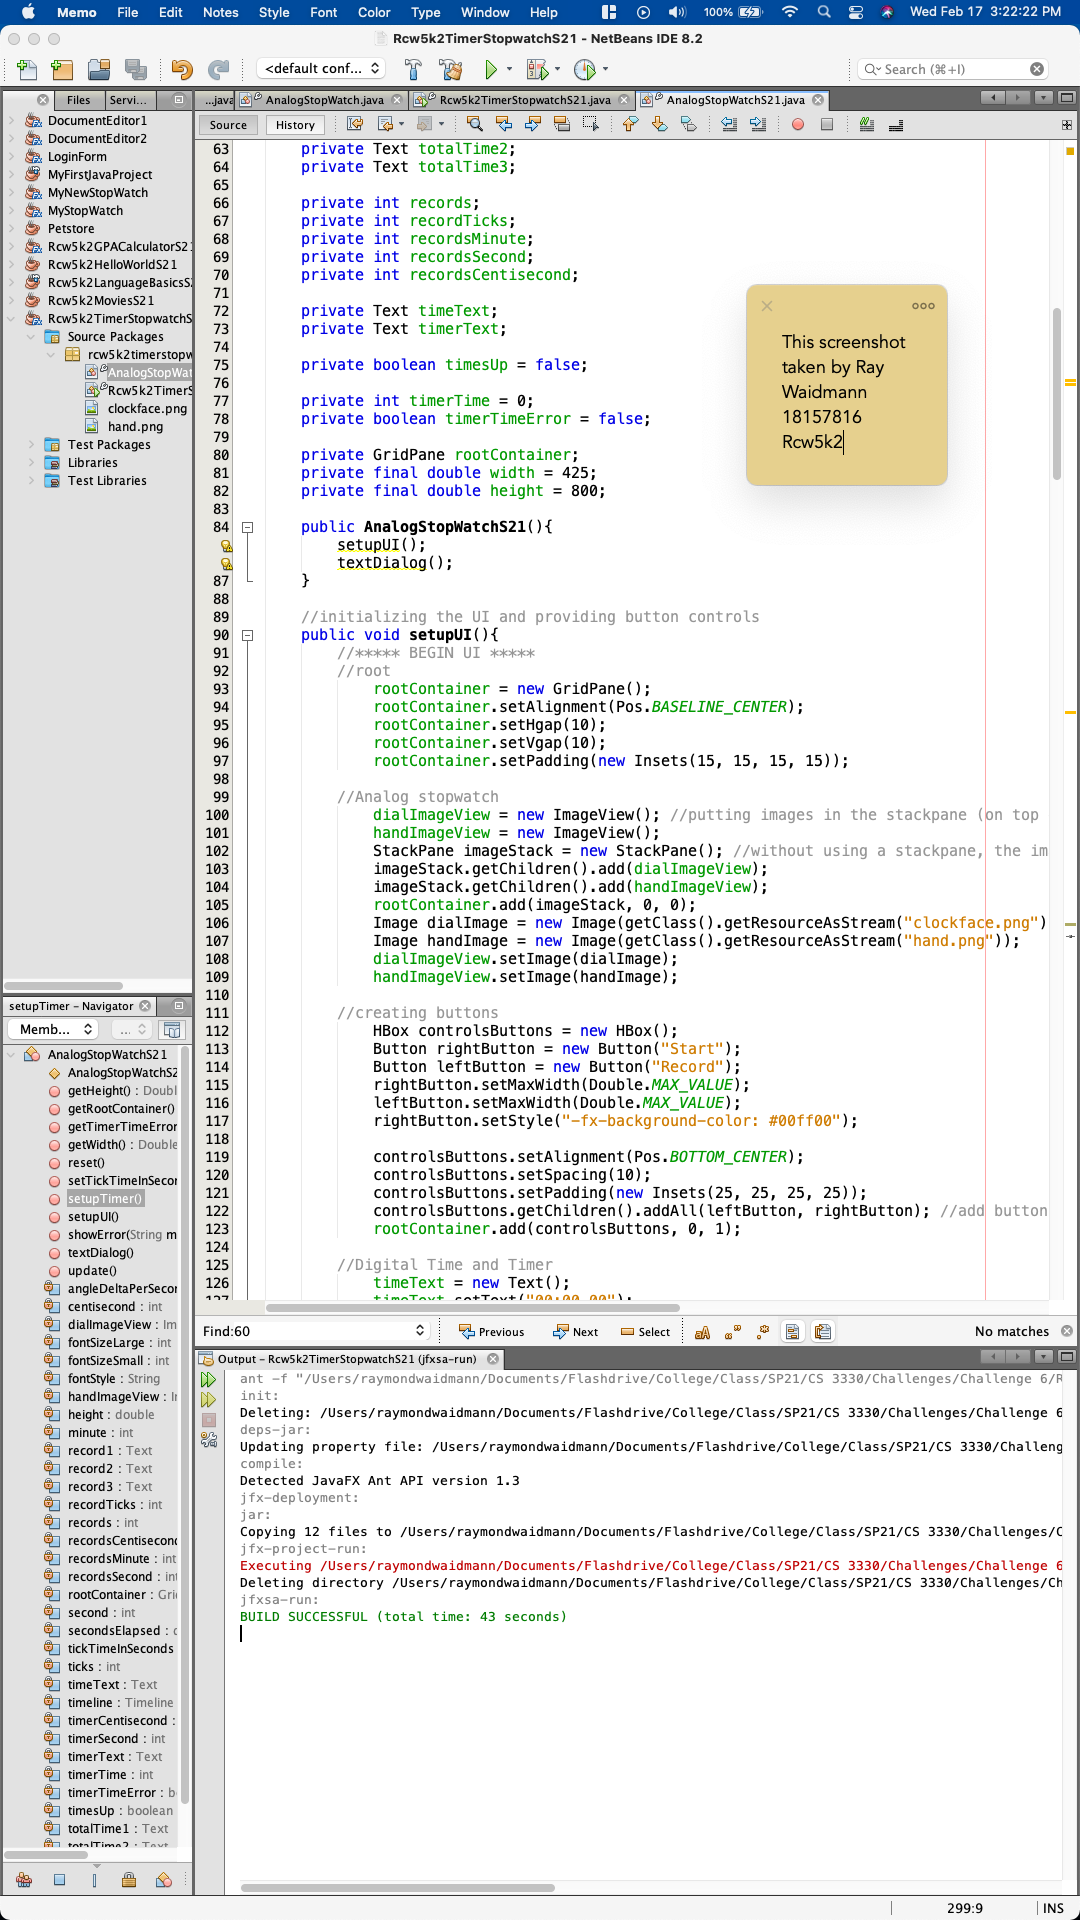 Memo File Edit Notes Style Font Color Type Window Help 100% Wed Feb 17 3:22:22 PM
Rcw5k2TimerStopwatchS21 - NetBeans IDE 8.2
<default conf... Search (⌘+I)
Files Servi... ...java AnalogStopWatch.java Rcw5k2TimerStopwatchS21.java AnalogStopWatchS21.java
Source History
DocumentEditor1
DocumentEditor2
LoginForm
MyFirstJavaProject
MyNewStopWatch
MyStopWatch
Petstore
Rcw5k2GPACalculatorS21
Rcw5k2HelloWorldS21
Rcw5k2LanguageBasicsS
Rcw5k2MoviesS21
Rcw5k2TimerStopwatchS
Source Packages
rcw5k2timerstopw
AnalogStopWat
Rcw5k2TimerS
clockface.png
hand.png
Test Packages
Libraries
Test Libraries
63 private Text totalTime2;
64 private Text totalTime3;
65
66 private int records;
67 private int recordTicks;
68 private int recordsMinute;
69 private int recordsSecond;
70 private int recordsCentisecond;
71
72 private Text timeText;
73 private Text timerText;
74
75 private boolean timesUp = false;
76
77 private int timerTime = 0;
78 private boolean timerTimeError = false;
79
80 private GridPane rootContainer;
81 private final double width = 425;
82 private final double height = 800;
83
84 public AnalogStopWatchS21(){
setupUI();
textDialog();
87 }
88
89 //initializing the UI and providing button controls
90 public void setupUI(){
91 //***** BEGIN UI *****
92 //root
93 rootContainer = new GridPane();
94 rootContainer.setAlignment(Pos.BASELINE_CENTER);
95 rootContainer.setHgap(10);
96 rootContainer.setVgap(10);
97 rootContainer.setPadding(new Insets(15, 15, 15, 15));
98
99 //Analog stopwatch
100 dialImageView = new ImageView(); //putting images in the stackpane (on top
101 handImageView = new ImageView();
102 StackPane imageStack = new StackPane(); //without using a stackpane, the im
103 imageStack.getChildren().add(dialImageView);
104 imageStack.getChildren().add(handImageView);
105 rootContainer.add(imageStack, 0, 0);
106 Image dialImage = new Image(getClass().getResourceAsStream("clockface.png")
107 Image handImage = new Image(getClass().getResourceAsStream("hand.png"));
108 dialImageView.setImage(dialImage);
109 handImageView.setImage(handImage);
110
111 //creating buttons
112 HBox controlsButtons = new HBox();
113 Button rightButton = new Button("Start");
114 Button leftButton = new Button("Record");
115 rightButton.setMaxWidth(Double.MAX_VALUE);
116 leftButton.setMaxWidth(Double.MAX_VALUE);
117 rightButton.setStyle("-fx-background-color: #00ff00");
118
119 controlsButtons.setAlignment(Pos.BOTTOM_CENTER);
120 controlsButtons.setSpacing(10);
121 controlsButtons.setPadding(new Insets(25, 25, 25, 25));
122 controlsButtons.getChildren().addAll(leftButton, rightButton); //add button
123 rootContainer.add(controlsButtons, 0, 1);
124
125 //Digital Time and Timer
126 timeText = new Text();
127 timeText.setText("00:00.00");
This screenshot
taken by Ray
Waidmann
18157816
Rcw5k2
setupTimer - Navigator
Memb... ...
AnalogStopWatchS21
AnalogStopWatchS2
getHeight() : Doubl
getRootContainer()
getTimerTimeError
getWidth() : Double
reset()
setTickTimeInSecor
setupTimer()
setupUI()
showError(String m
textDialog()
update()
angleDeltaPerSecor
centisecond : int
dialImageView : Im
fontSizeLarge : int
fontSizeSmall : int
fontStyle : String
handImageView : I
height : double
minute : int
record1 : Text
record2 : Text
record3 : Text
recordTicks : int
records : int
recordsCentisecond
recordsMinute : int
recordsSecond : int
rootContainer : Gri
second : int
secondsElapsed : d
tickTimeInSeconds
ticks : int
timeText : Text
timeline : Timeline
timerCentisecond :
timerSecond : int
timerText : Text
timerTime : int
timerTimeError : b
timesUp : boolean
totalTime1 : Text
totalTime2 : Text
Find:60 Previous Next Select No matches
Output - Rcw5k2TimerStopwatchS21 (jfxsa-run)
ant -f "/Users/raymondwaidmann/Documents/Flashdrive/College/Class/SP21/CS 3330/Challenges/Challenge 6/R
init:
Deleting: /Users/raymondwaidmann/Documents/Flashdrive/College/Class/SP21/CS 3330/Challenges/Challenge 6
deps-jar:
Updating property file: /Users/raymondwaidmann/Documents/Flashdrive/College/Class/SP21/CS 3330/Challeng
compile:
Detected JavaFX Ant API version 1.3
jfx-deployment:
jar:
Copying 12 files to /Users/raymondwaidmann/Documents/Flashdrive/College/Class/SP21/CS 3330/Challenges/C
jfx-project-run:
Executing /Users/raymondwaidmann/Documents/Flashdrive/College/Class/SP21/CS 3330/Challenges/Challenge 6
Deleting directory /Users/raymondwaidmann/Documents/Flashdrive/College/Class/SP21/CS 3330/Challenges/Ch
jfxsa-run:
BUILD SUCCESSFUL (total time: 43 seconds)
299:9 INS